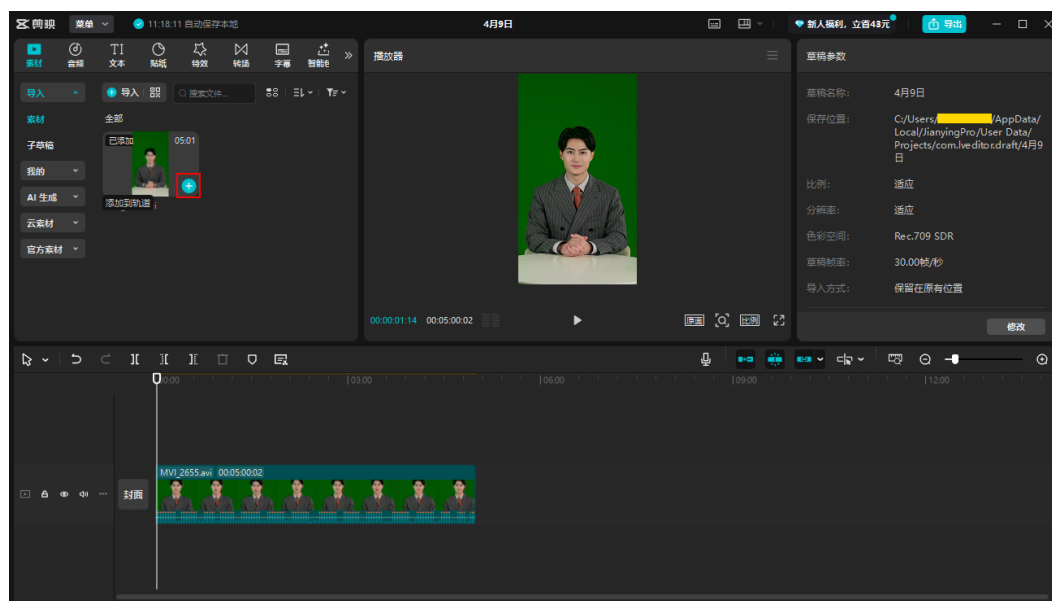 剪映 菜单 11:18:11 自动保存本地 4月9日 新人福利，立省43元 导出
素材 音频 TI 文本 贴纸 特效 转场 字幕 智能 播放器 草稿参数
导入 导入 搜索文件...
素材 全部
子草稿
我的
AI 生成
云素材
官方素材
已添加 05:01
添加到轨道
00:00:01:14 00:05:00:02 原画 比例
草稿名称： 4月9日
保存位置： C:/Users/ /AppData/
Local/JianyingPro/User Data/
Projects/com.lveditor.draft/4月9
日
比例： 适应
分辨率： 适应
色彩空间： Rec.709 SDR
草稿帧率： 30.00帧/秒
导入方式： 保留在原有位置
修改
00:00 03:00 06:00 09:00 12:00
MVI_2655.avi 00:05:00:02
封面